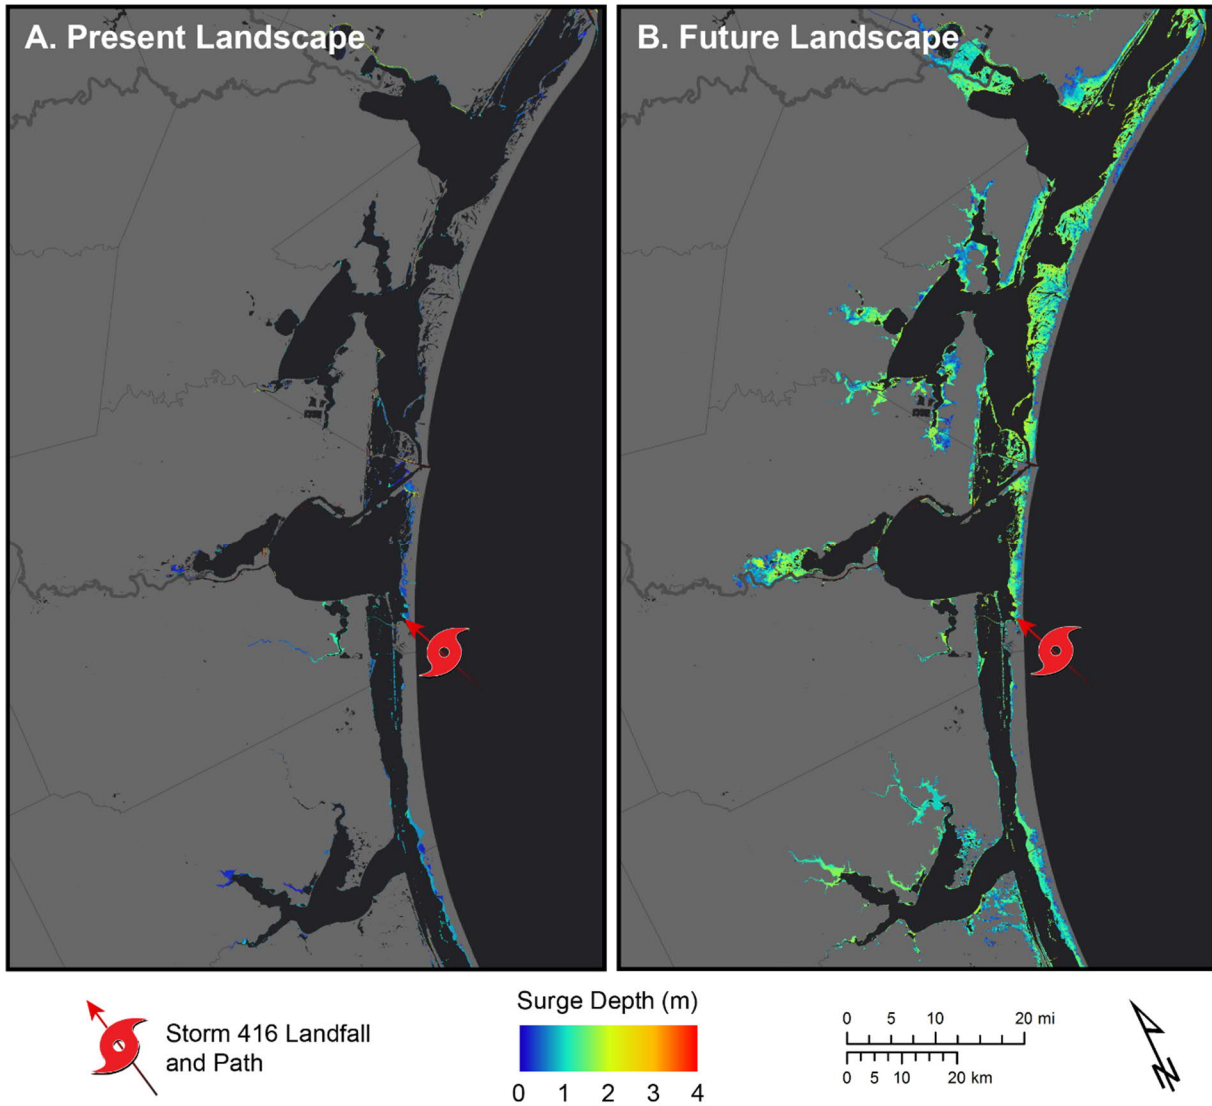 A. Present Landscape
B. Future Landscape
Storm 416 Landfall
and Path
Surge Depth (m)
0 1 2 3 4
0 5 10 20 mi
0 5 10 20 km
N